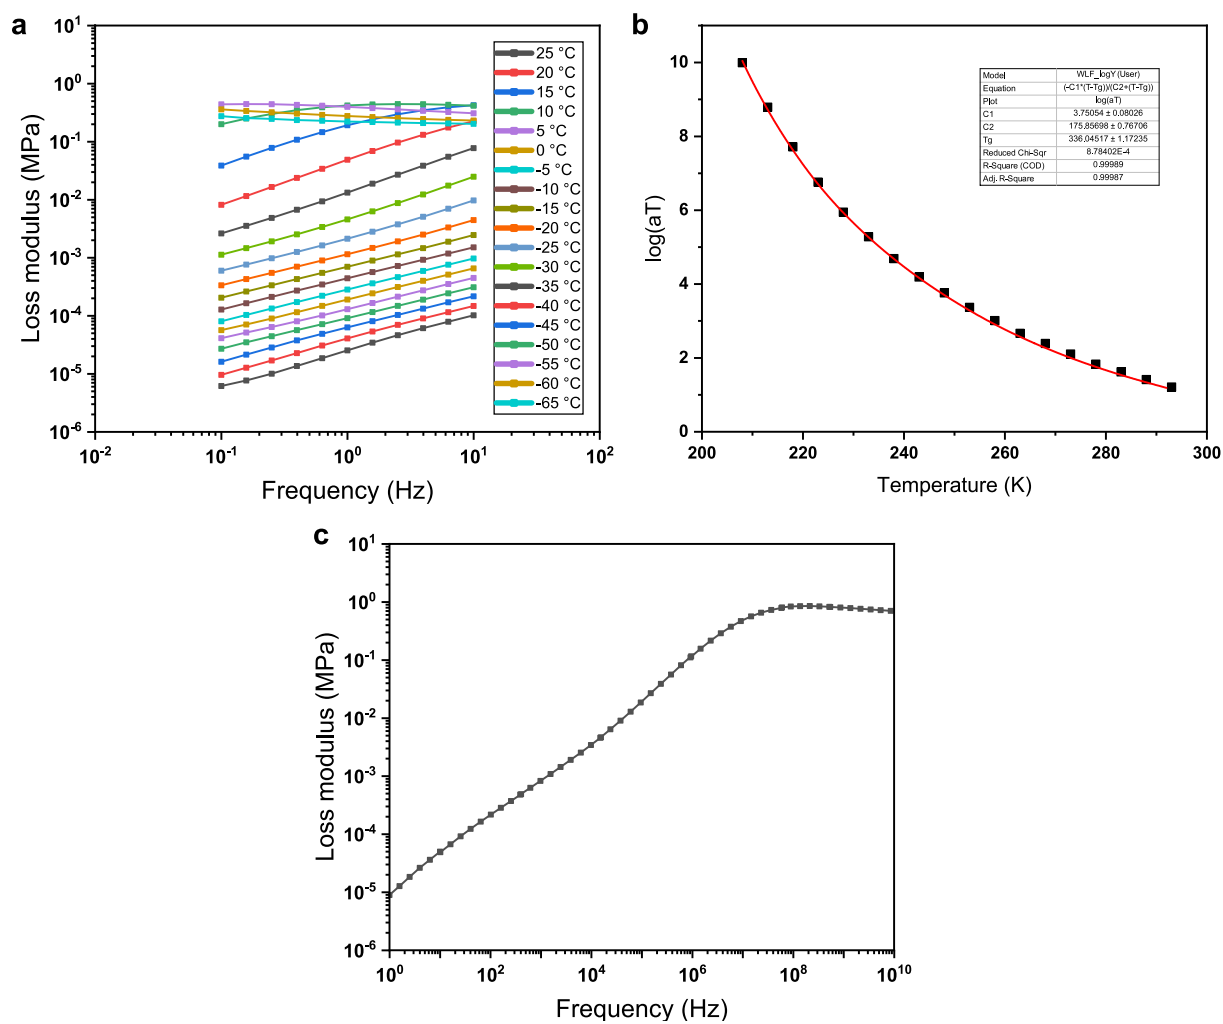 a
Loss modulus (MPa)
10^1
10^0
10^-1
10^-2
10^-3
10^-4
10^-5
10^-6
10^-2
10^-1
10^0
10^1
10^2
Frequency (Hz)
25 °C
20 °C
15 °C
10 °C
5 °C
0 °C
-5 °C
-10 °C
-15 °C
-20 °C
-25 °C
-30 °C
-35 °C
-40 °C
-45 °C
-50 °C
-55 °C
-60 °C
-65 °C
b
log(aT)
10
8
6
4
2
0
200
220
240
260
280
300
Temperature (K)
Model WLF_logY (User)
Equation (-C1*(T-Tg))/(C2+(T-Tg))
Plot log(aT)
C1 3.75054 ± 0.08026
C2 175.85698 ± 0.76706
Tg 336.04517 ± 1.17235
Reduced Chi-Sqr 8.78402E-4
R-Square (COD) 0.99989
Adj. R-Square 0.99987
c
Loss modulus (MPa)
10^1
10^0
10^-1
10^-2
10^-3
10^-4
10^-5
10^-6
10^0
10^2
10^4
10^6
10^8
10^10
Frequency (Hz)